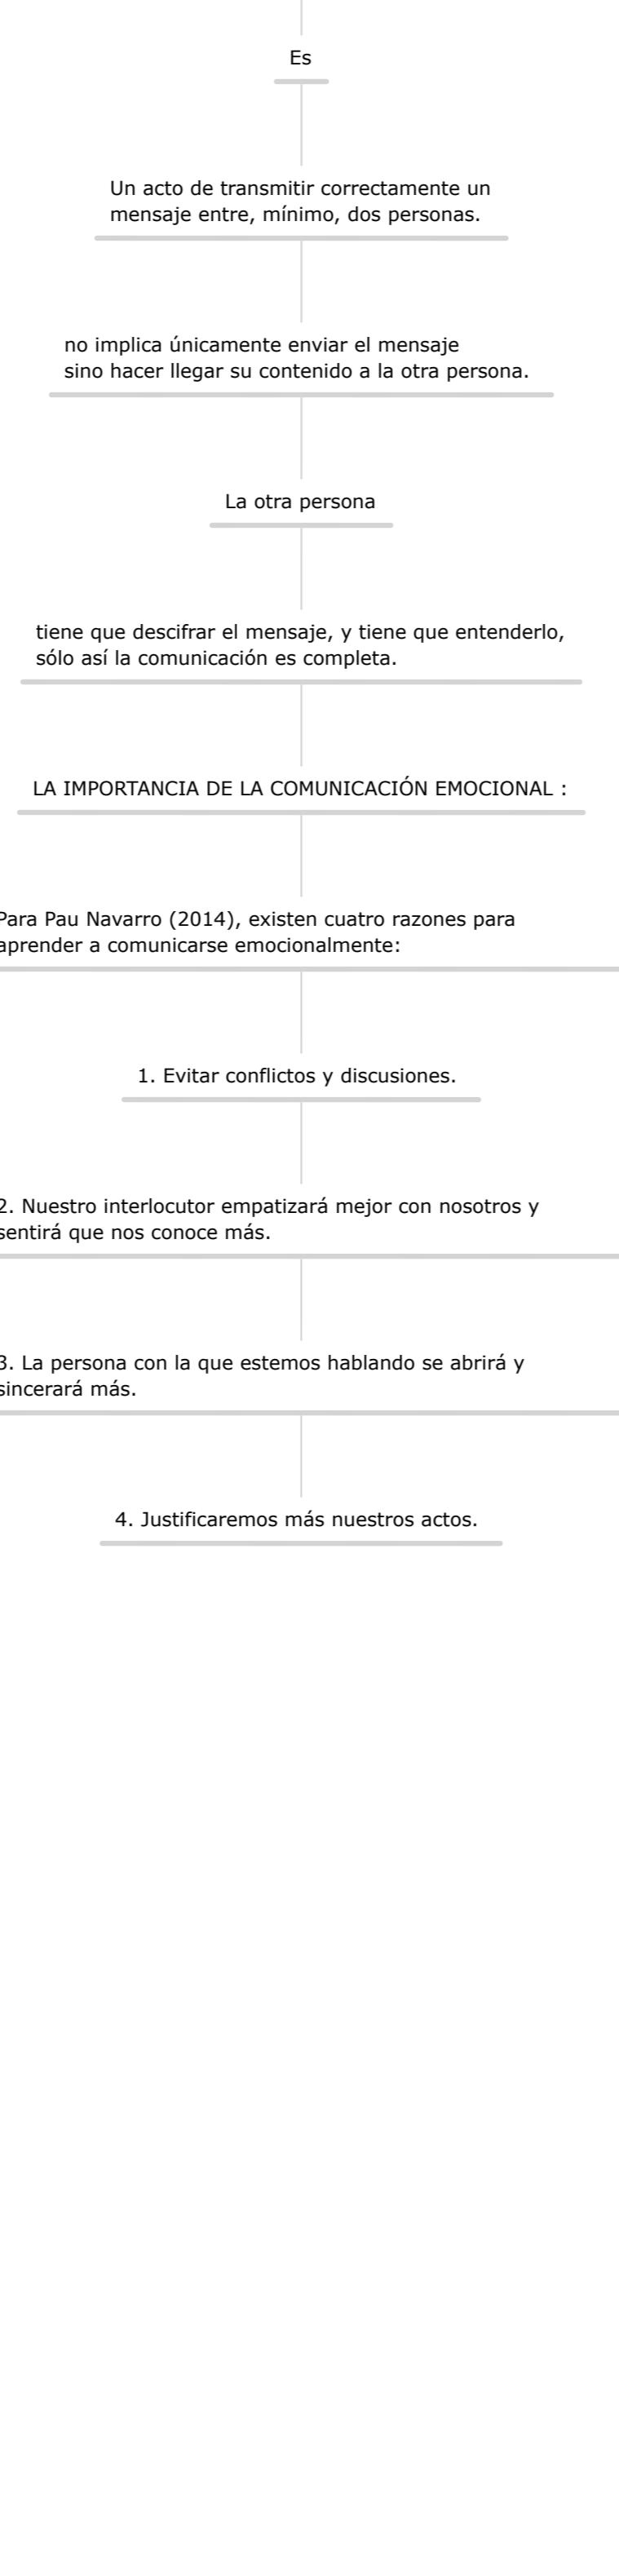 Es
Un acto de transmitir correctamente un
mensaje entre, mínimo, dos personas.
no implica únicamente enviar el mensaje
sino hacer llegar su contenido a la otra persona.
La otra persona
tiene que descifrar el mensaje, y tiene que entenderlo,
sólo así la comunicación es completa.
LA IMPORTANCIA DE LA COMUNICACIÓN EMOCIONAL :
Para Pau Navarro (2014), existen cuatro razones para
aprender a comunicarse emocionalmente:
1. Evitar conflictos y discusiones.
2. Nuestro interlocutor empatizará mejor con nosotros y
sentirá que nos conoce más.
3. La persona con la que estemos hablando se abrirá y
sincerará más.
4. Justificaremos más nuestros actos.